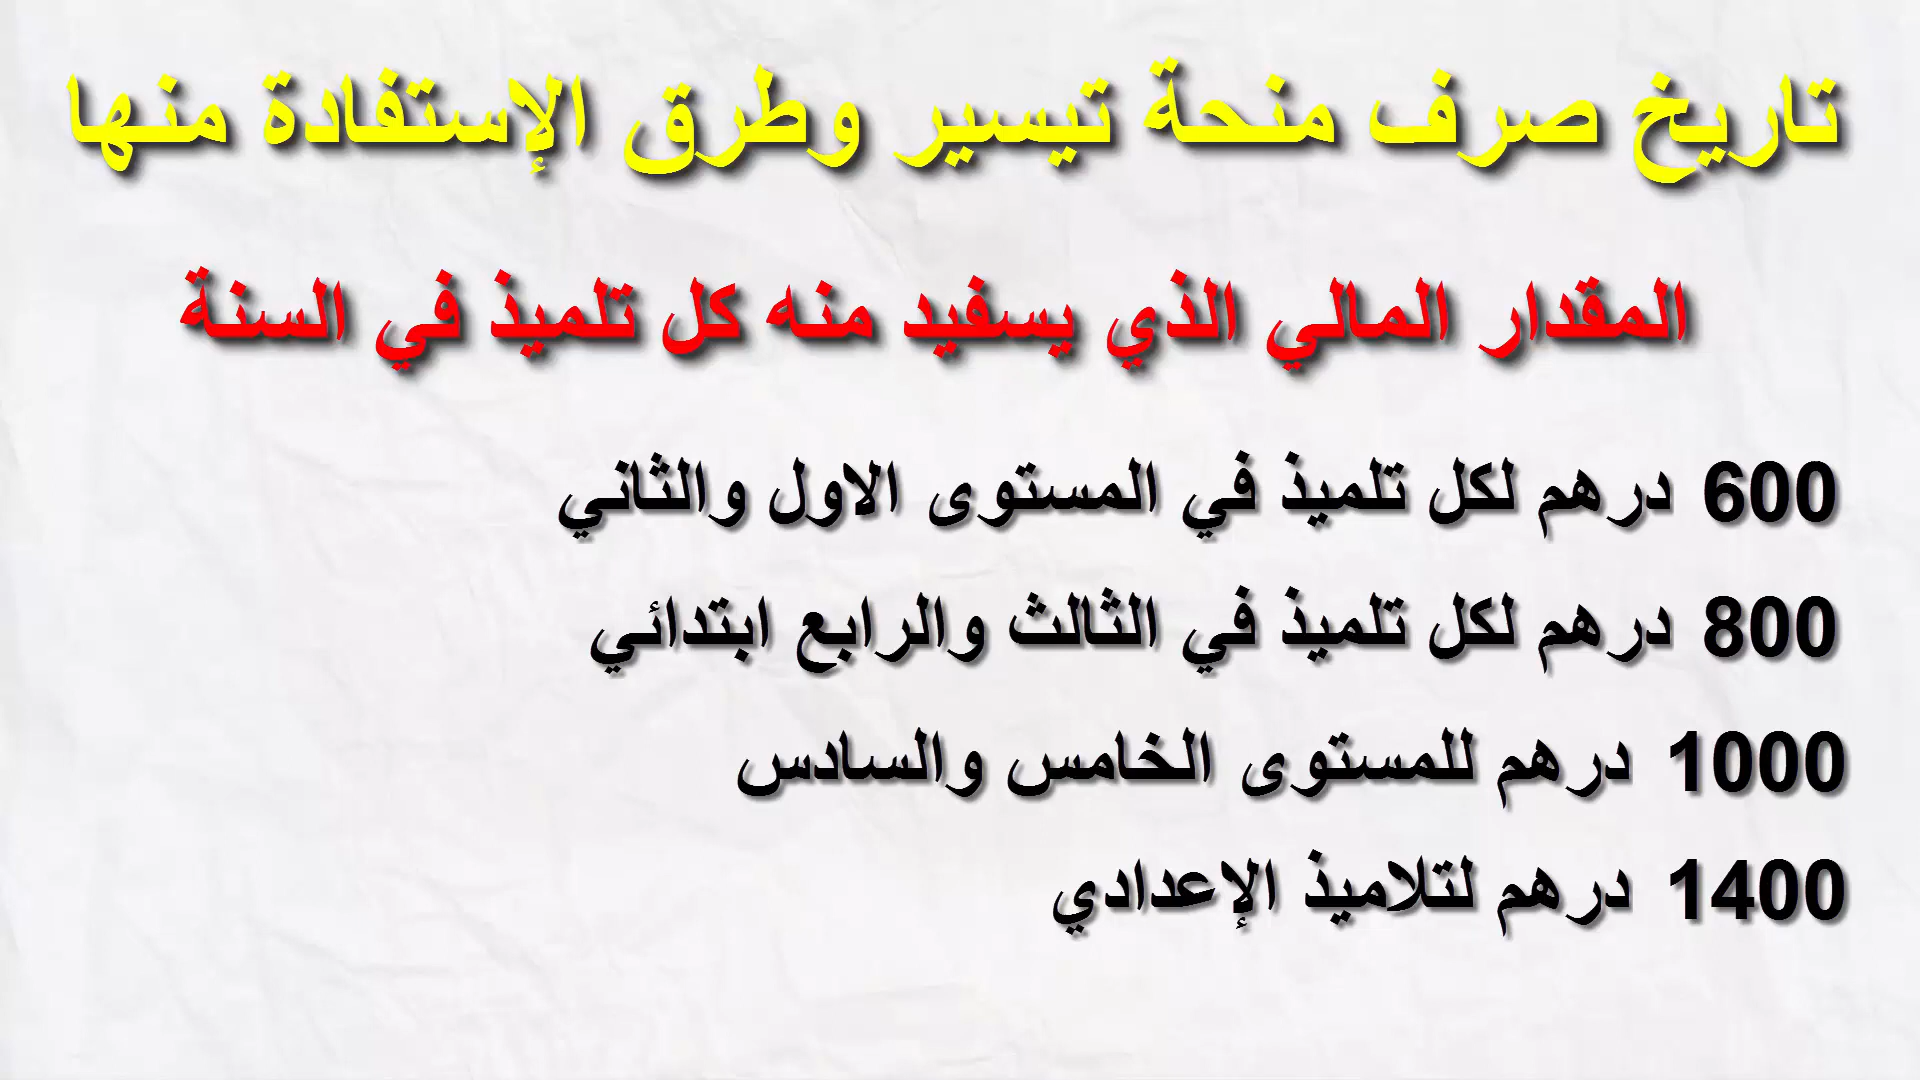 تاريخ صرف منحة تيسير وطرق الإستفادة منها
المقدار المالي الذي يسفيد منه كل تلميذ في السنة
600 درهم لكل تلميذ في المستوى الاول والثاني
800 درهم لكل تلميذ في الثالث والرابع ابتدائي
1000 درهم للمستوى الخامس والسادس
1400 درهم لتلاميذ الإعدادي